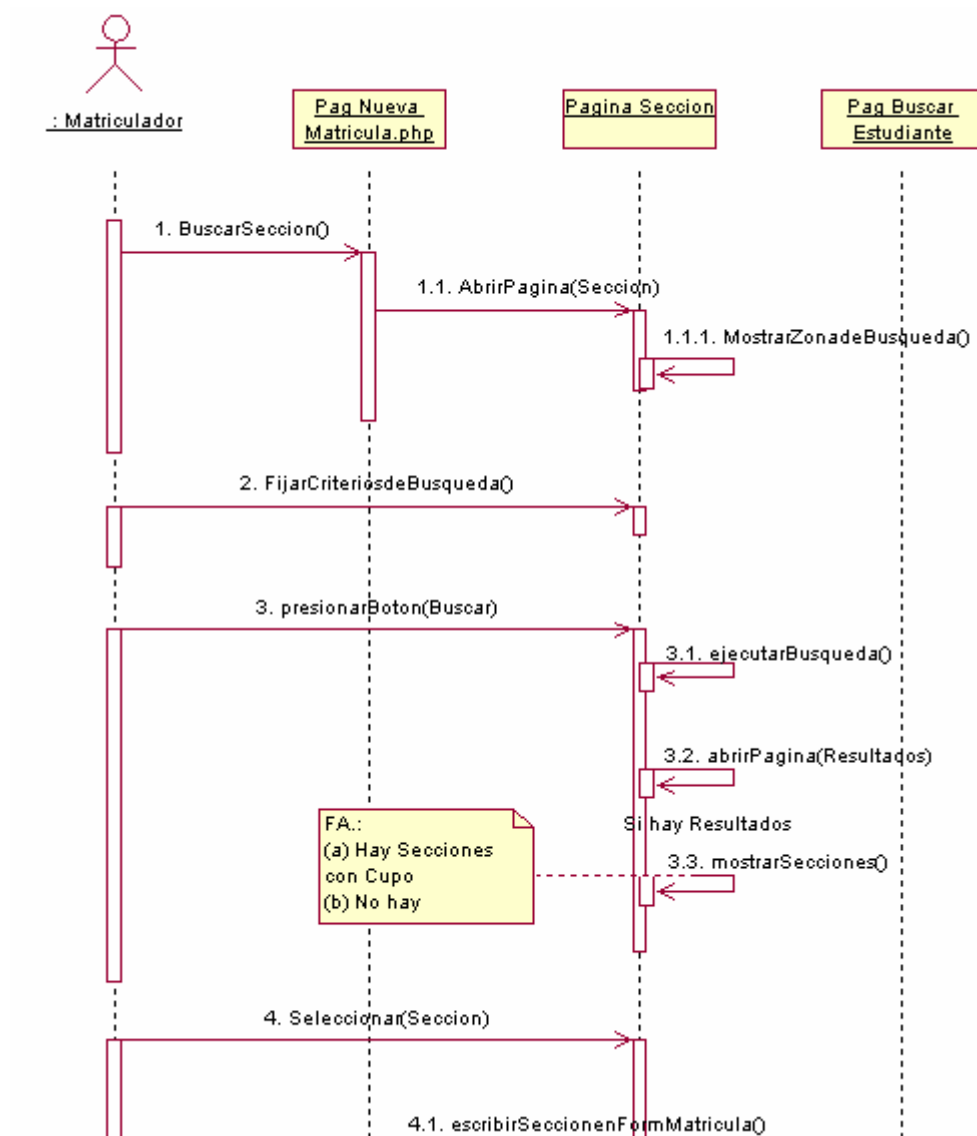 : Matriculador
Pag Nueva
Matricula.php
Pagina Seccion
Pag Buscar
Estudiante
1. BuscarSeccion()
1.1. AbrirPagina(Seccion)
1.1.1. MostrarZonadeBusqueda()
2. FijarCriteriosdeBusqueda()
3. presionarBoton(Buscar)
3.1. ejecutarBusqueda()
3.2. abrirPagina(Resultados)
FA.:
(a) Hay Secciones
con Cupo
(b) No hay
Si hay Resultados
3.3. mostrarSecciones()
4. Seleccionar(Seccion)
4.1. escribirSeccionenFormMatricula()